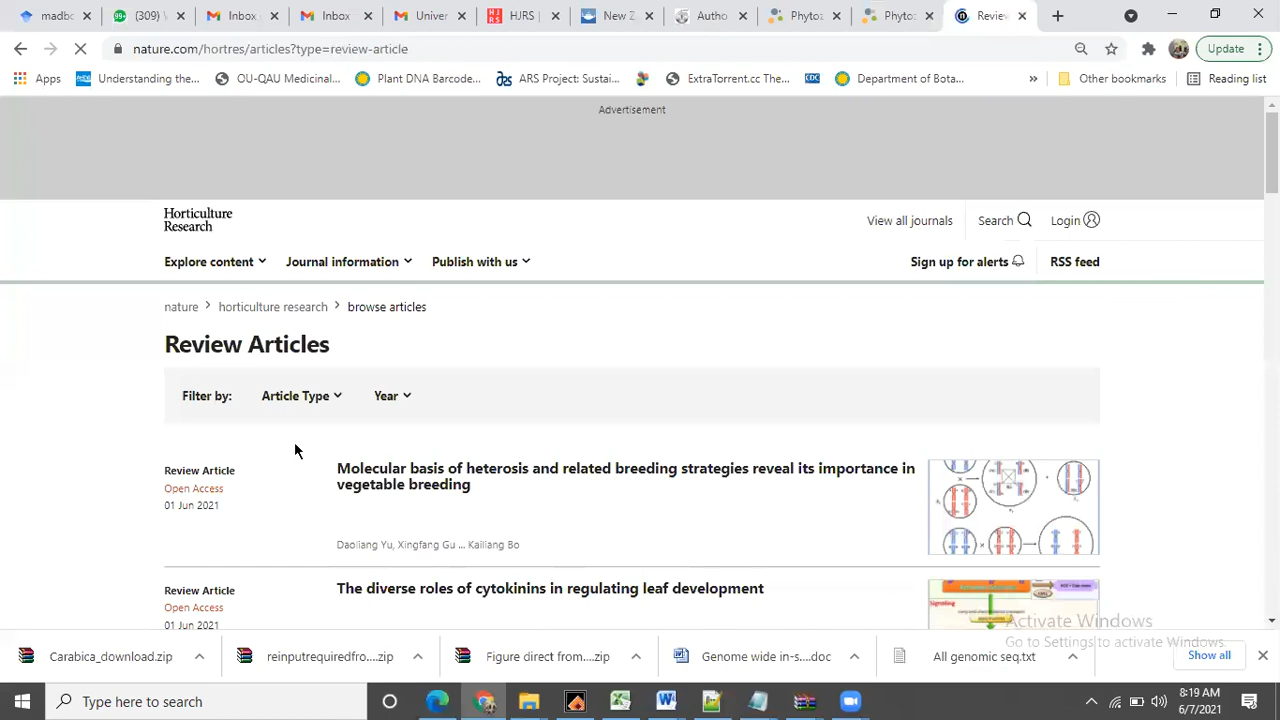 madbc
(309) \
Inbox
Inbox
Univer
HJRS |
New Z
Autho
Phytoz
Phyto:
Review
nature.com/hortres/articles?type=review-article
Update
Apps
Understanding the...
OU-QAU Medicinal...
Plant DNA Barcode...
ARS Project: Sustai...
ExtraTorrent.cc The...
CDC
Department of Bota...
»
Other bookmarks
Reading list
Advertisement
Horticulture
Research
View all journals
Search
Login
Explore content
Journal information
Publish with us
Sign up for alerts
RSS feed
nature > horticulture research > browse articles
Review Articles
Filter by:
Article Type
Year
Review Article
Open Access
01 Jun 2021
Molecular basis of heterosis and related breeding strategies reveal its importance in
vegetable breeding
Daoliang Yu, Xingfang Gu ... Kailiang Bo
Review Article
Open Access
01 Jun 2021
The diverse roles of cytokinins in regulating leaf development
Activate Windows
Go to Settings to activate Windows.
Carabica_download.zip
reinputrequiredfro....zip
Figure direct from....zip
Genome wide in-s....doc
All genomic seq.txt
Show all
Type here to search
8:19 AM
6/7/2021